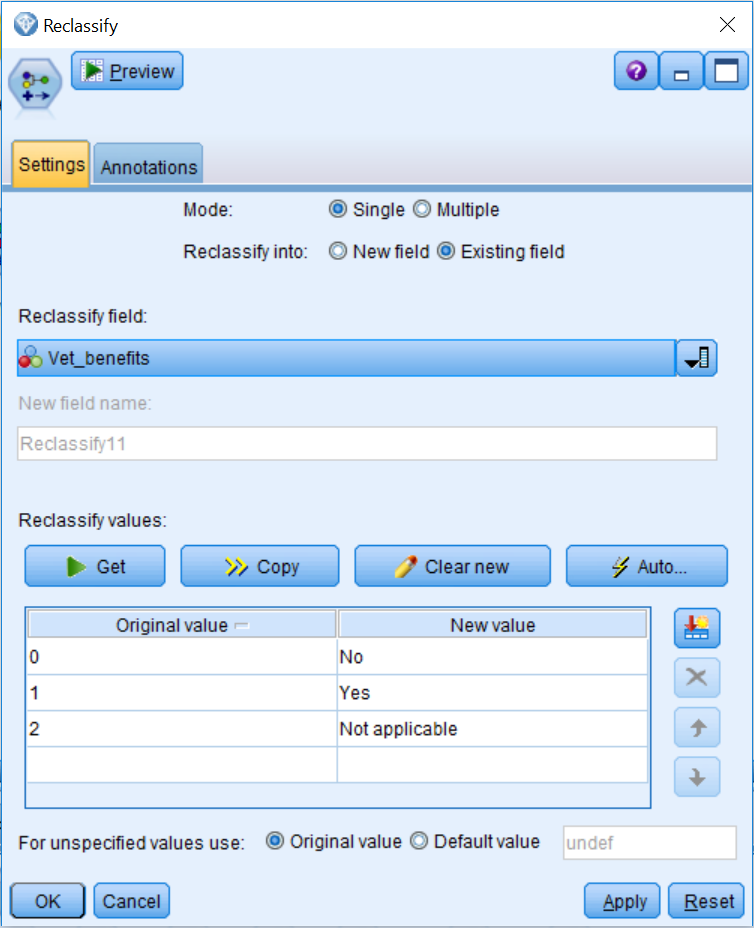 Reclassify
Preview
Settings Annotations
Mode: Single Multiple
Reclassify into: New field Existing field
Reclassify field:
Vet_benefits
New field name:
Reclassify11
Reclassify values:
Get Copy Clear new Auto...
Original value New value
0 No
1 Yes
2 Not applicable
For unspecified values use: Original value Default value undef
OK Cancel Apply Reset